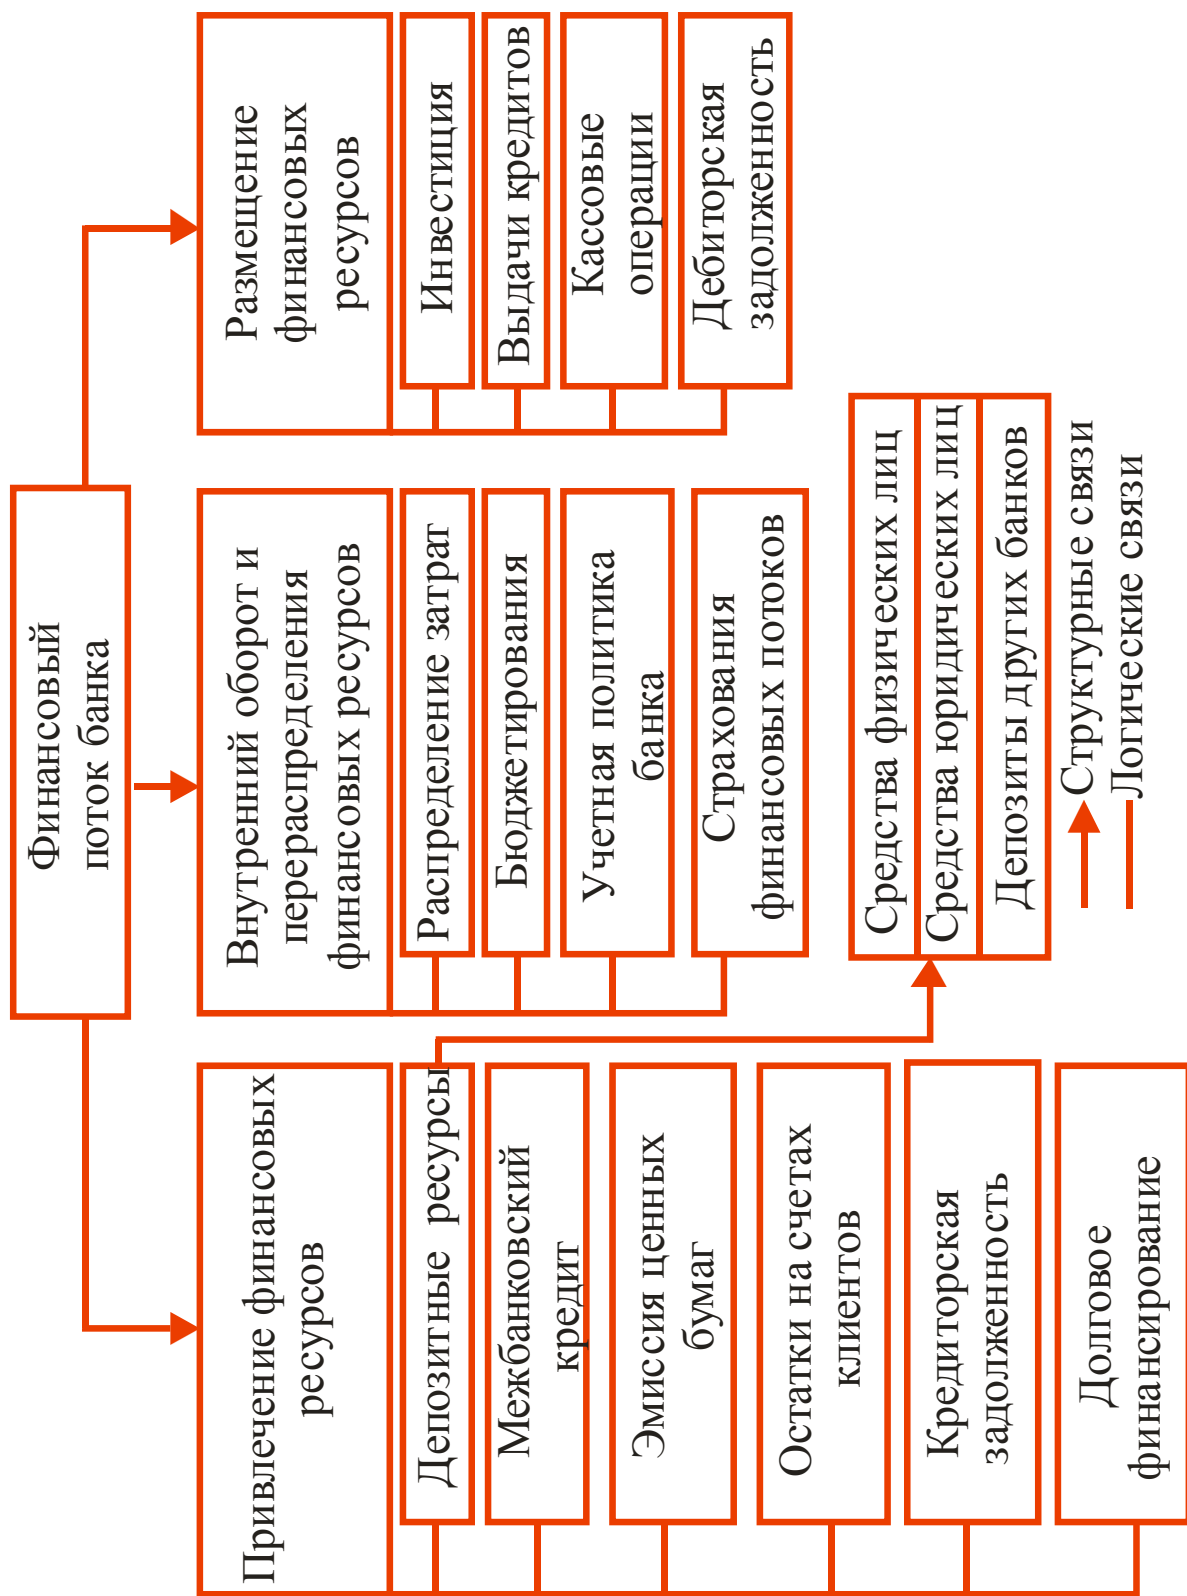 Финансовый
поток банка
Привлечение финансовых
ресурсов
Депозитные ресурсы
Межбанковский
кредит
Эмиссия ценных
бумаг
Остатки на счетах
клиентов
Кредиторская
задолженность
Долговое
финансирование
Внутренний оборот и
перераспределения
финансовых ресурсов
Распределение затрат
Бюджетирования
Учетная политика
банка
Страхования
финансовых потоков
Размещение
финансовых
ресурсов
Инвестиция
Выдачи кредитов
Кассовые
операции
Дебиторская
задолженность
Средства физических лиц
Средства юридических лиц
Депозиты других банков
Структурные связи
Логические связи